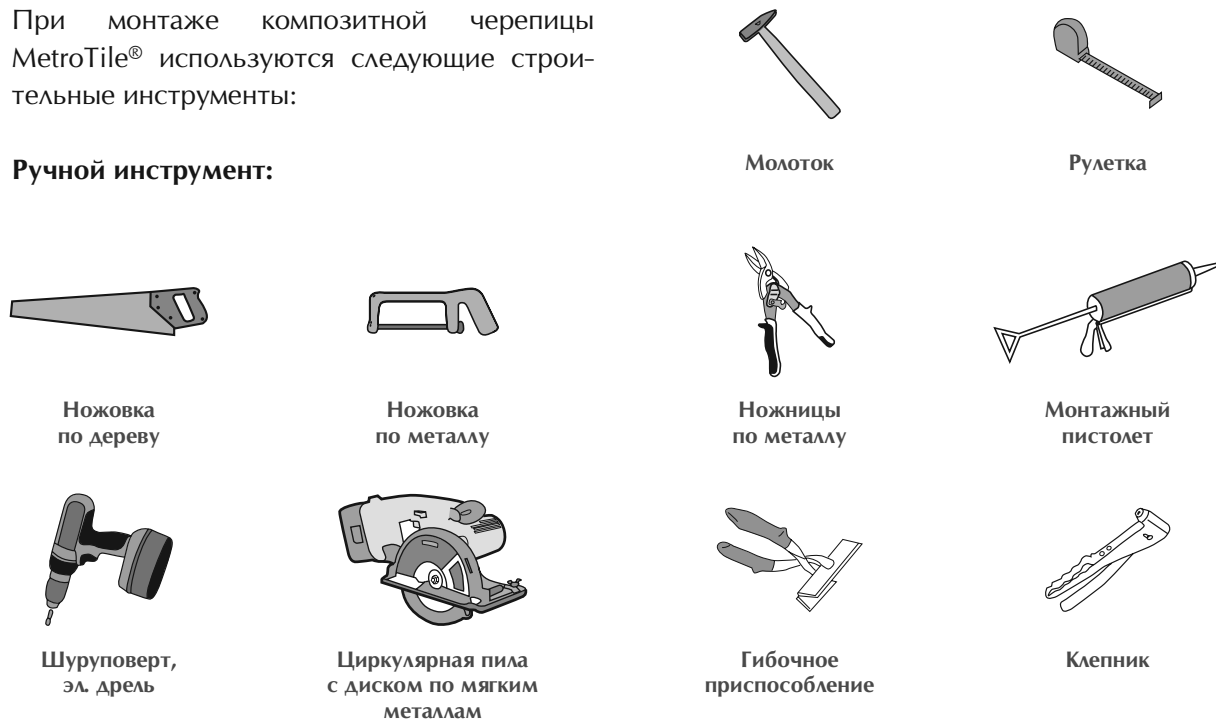 При монтаже композитной черепицы
MetroTile® используются следующие строи-
тельные инструменты:
Ручной инструмент:
Молоток
Рулетка
Ножовка
по дереву
Ножовка
по металлу
Ножницы
по металлу
Монтажный
пистолет
Шуруповерт,
эл. дрель
Циркулярная пила
с диском по мягким
металлам
Гибочное
приспособление
Клепник